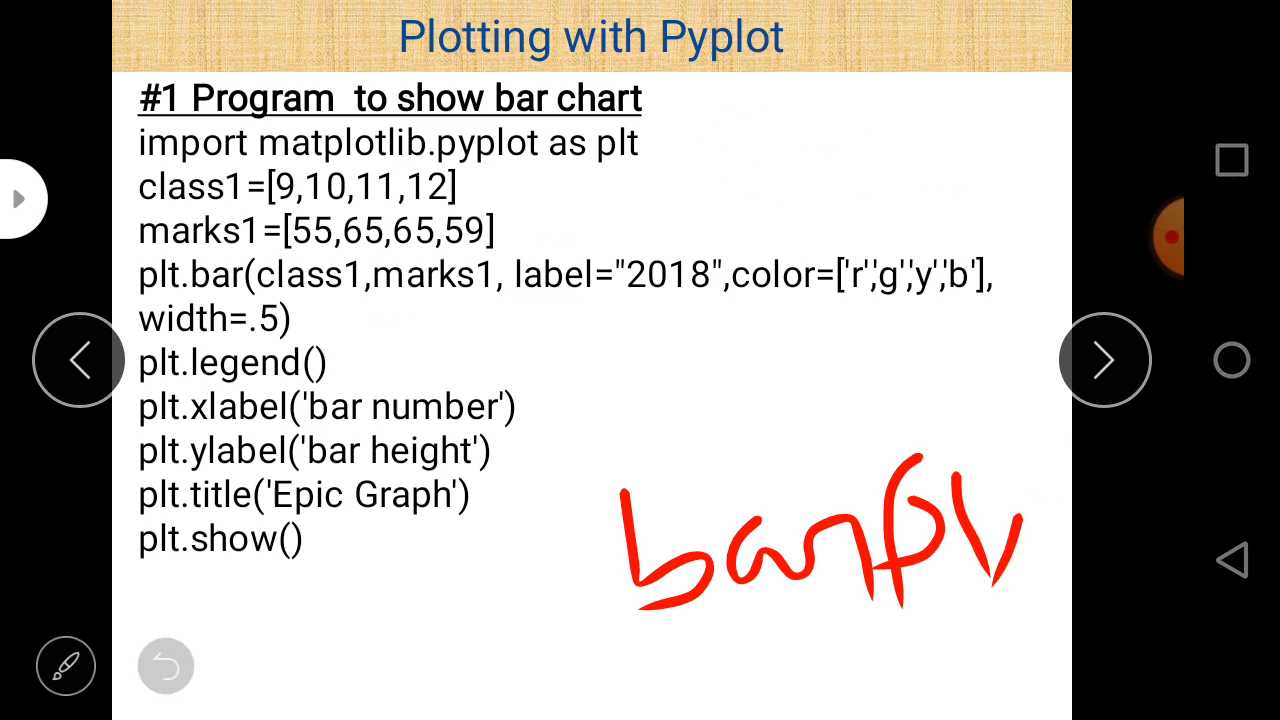 Plotting with Pyplot
#1 Program to show bar chart
import matplotlib.pyplot as plt
class1=[9,10,11,12]
marks1=[55,65,65,59]
plt.bar(class1,marks1, label="2018",color=['r','g','y','b'],
width=.5)
plt.legend()
plt.xlabel('bar number')
plt.ylabel('bar height')
plt.title('Epic Graph')
plt.show()